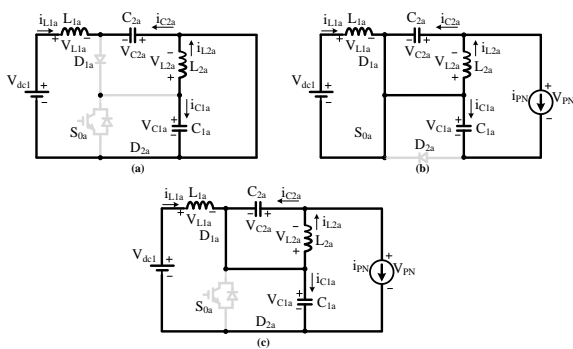 i_L1a L_1a C_2a i_C2a
+ V_L1a − − V_C2a + − i_L2a
D_1a V_L2a L_2a
+
V_dc1 + − i_C1a
S_0a V_C1a + − C_1a
D_2a
(a)
i_L1a L_1a C_2a i_C2a
+ V_L1a − − V_C2a + − i_L2a
D_1a V_L2a L_2a
+
V_dc1 + − i_C1a i_PN + V_PN −
S_0a V_C1a + − C_1a
D_2a
(b)
i_L1a L_1a C_2a i_C2a
+ V_L1a − − V_C2a + − i_L2a
D_1a V_L2a L_2a
+
V_dc1 + − i_C1a i_PN + V_PN −
S_0a V_C1a + − C_1a
D_2a
(c)